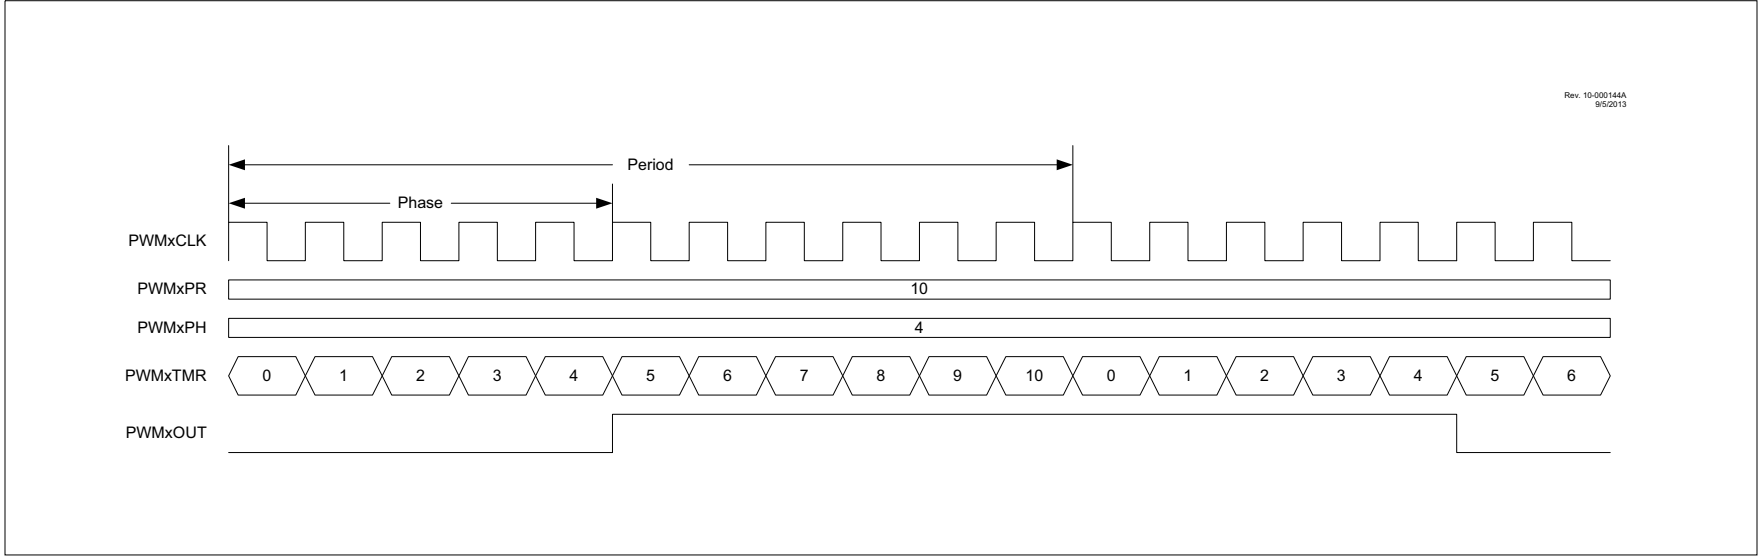 Rev. 10-000144A
9/5/2013
Period
Phase
PWMxCLK
PWMxPR 10
PWMxPH 4
PWMxTMR 0 1 2 3 4 5 6 7 8 9 10 0 1 2 3 4 5 6
PWMxOUT